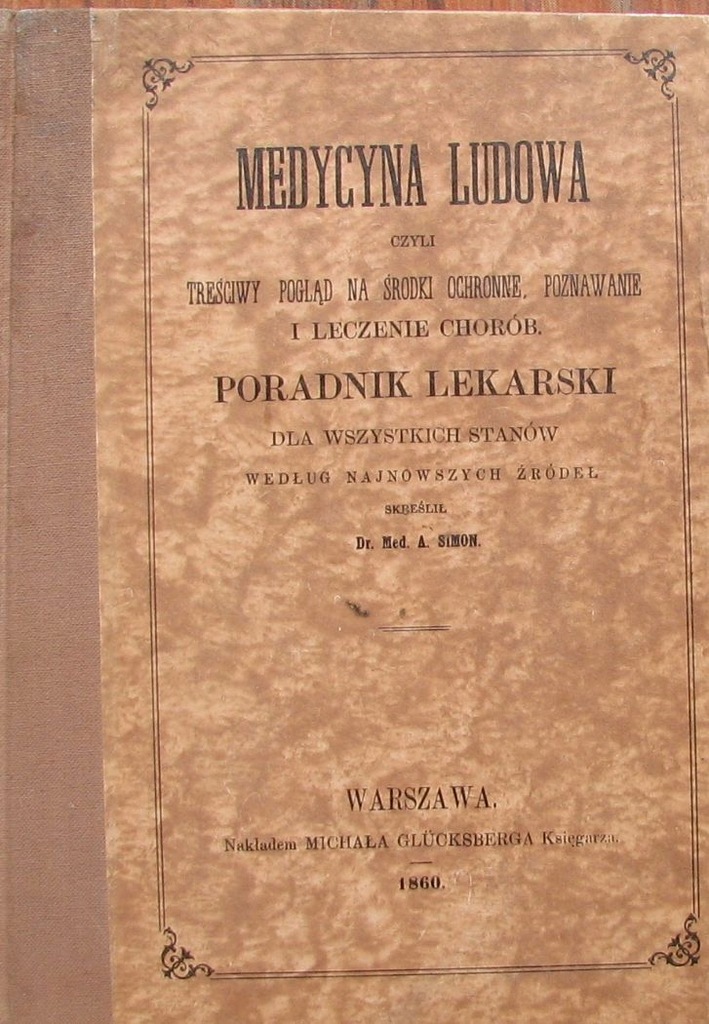 MEDYCYNA LUDOWA
CZYLI
TREŚCIWY POGLĄD NA ŚRODKI OCHRONNE, POZNAWANIE
I LECZENIE CHORÓB.
PORADNIK LEKARSKI
DLA WSZYSTKICH STANÓW
WEDŁUG NAJNOWSZYCH ŹRÓDEŁ
SKREŚLIŁ
Dr. Med. A. SIMON.
WARSZAWA.
Nakładem MICHAŁA GLÜCKSBERGA Księgarza.
1860.